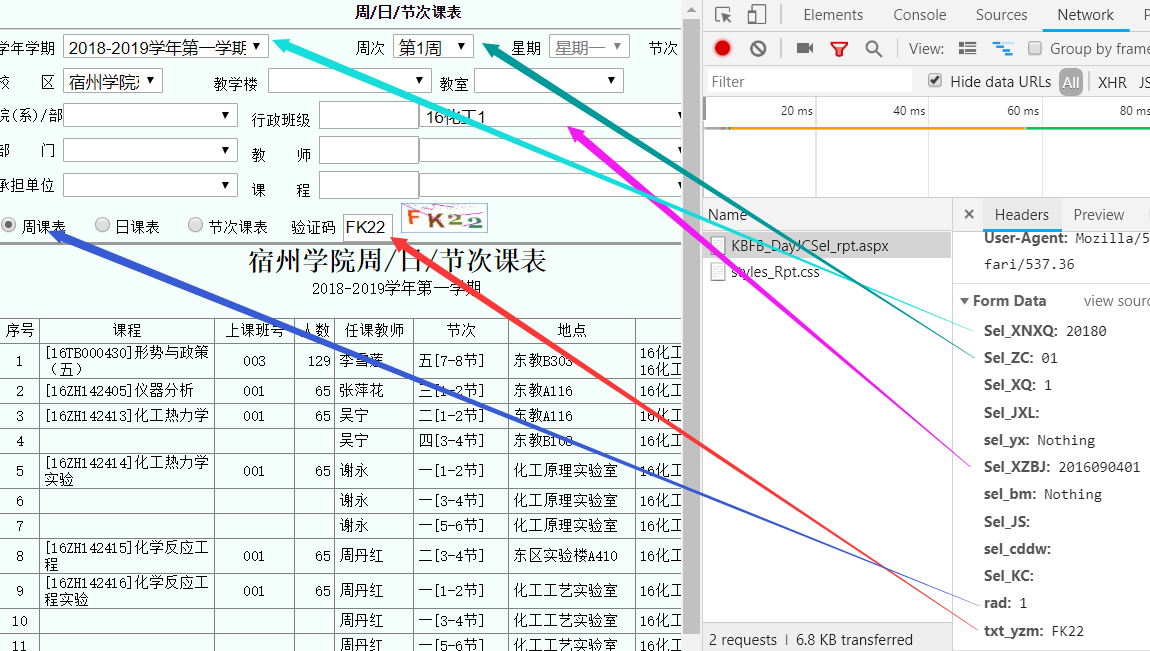 周/日/节次课表
学年学期 2018-2019学年第一学期 周次 第1周 星期 星期一 节次
校 区 宿州学院 教学楼 教室
院(系)/部 行政班级 16化工1
部 门 教 师
承担单位 课 程
周课表 日课表 节次课表 验证码 FK22 FK22
宿州学院周/日/节次课表
2018-2019学年第一学期
序号 课程 上课班号 人数 任课教师 节次 地点
1 [16TB000430]形势与政策（五） 003 129 李雪莲 五[7-8节] 东教B303 16化工 16化工
2 [16ZH142405]仪器分析 001 65 张萍花 三[1-2节] 东教A116 16化工
3 [16ZH142413]化工热力学 001 65 吴宁 二[1-2节] 东教A116 16化工
4 吴宁 四[3-4节] 东教B108 16化工
5 [16ZH142414]化工热力学实验 001 65 谢永 一[1-2节] 化工原理实验室 16化工
6 谢永 一[3-4节] 化工原理实验室 16化工
7 谢永 一[5-6节] 化工原理实验室 16化工
8 [16ZH142415]化学反应工程 001 65 周丹红 二[3-4节] 东区实验楼A410 16化工
9 [16ZH142416]化学反应工程实验 001 65 周丹红 一[1-2节] 化工工艺实验室 16化工
10 周丹红 一[3-4节] 化工工艺实验室 16化工
11 周丹红 一[5-6节] 化工工艺实验室 16化工
Elements Console Sources Network
View: Group by frame
Filter Hide data URLs All XHR JS
20 ms 40 ms 60 ms 80 ms
Name
KBFB_DayJCSel_rpt.aspx
styles_Rpt.css
2 requests | 6.8 KB transferred
× Headers Preview
User-Agent: Mozilla/5
fari/537.36
Form Data view sourc
Sel_XNXQ: 20180
Sel_ZC: 01
Sel_XQ: 1
Sel_JXL:
sel_yx: Nothing
Sel_XZBJ: 2016090401
sel_bm: Nothing
Sel_JS:
sel_cddw:
Sel_KC:
rad: 1
txt_yzm: FK22